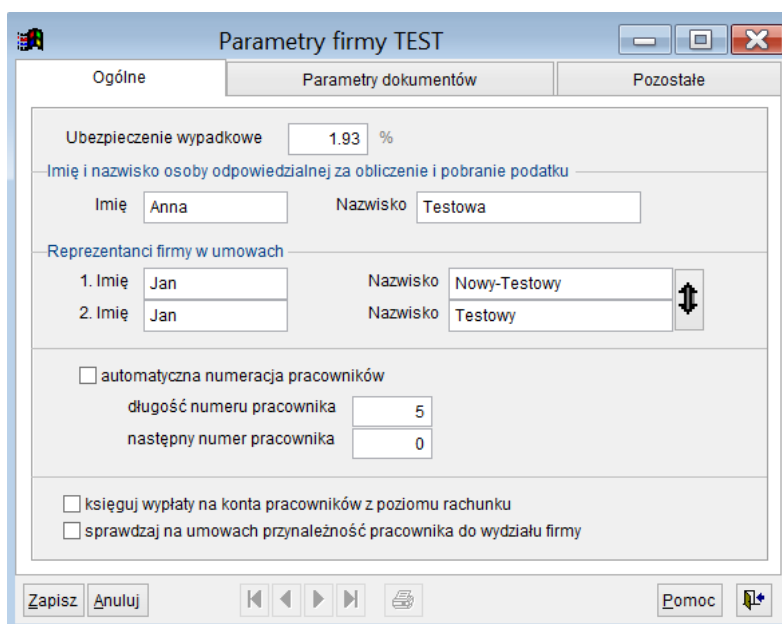 Parametry firmy TEST
Ogólne Parametry dokumentów Pozostałe
Ubezpieczenie wypadkowe 1.93 %
Imię i nazwisko osoby odpowiedzialnej za obliczenie i pobranie podatku
Imię Anna Nazwisko Testowa
Reprezentanci firmy w umowach
1. Imię Jan Nazwisko Nowy-Testowy
2. Imię Jan Nazwisko Testowy
automatyczna numeracja pracowników
długość numeru pracownika 5
następny numer pracownika 0
księguj wypłaty na konta pracowników z poziomu rachunku
sprawdzaj na umowach przynależność pracownika do wydziału firmy
Zapisz Anuluj Pomoc